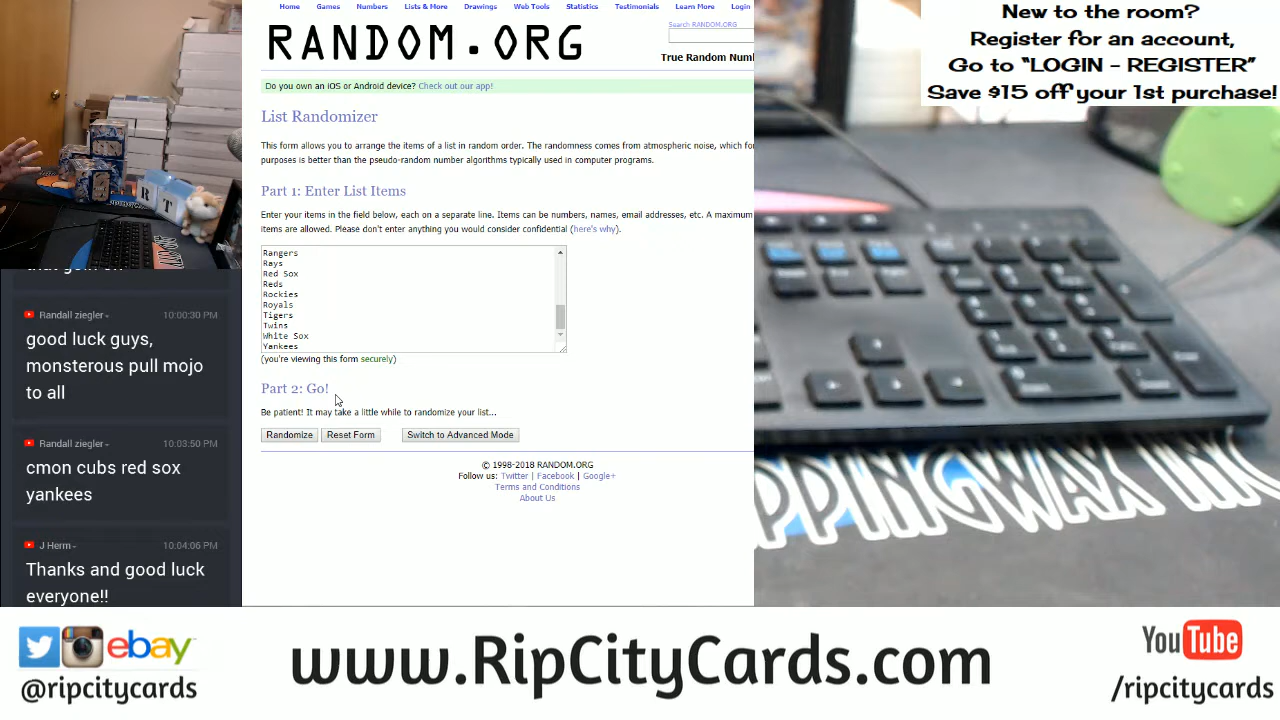 Home Games Numbers Lists & More Drawings Web Tools Statistics Testimonials Learn More Login
RANDOM.ORG
Search RANDOM.ORG
True Random Num
Do you own an iOS or Android device? Check out our app!
List Randomizer
This form allows you to arrange the items of a list in random order. The randomness comes from atmospheric noise, which for
purposes is better than the pseudo-random number algorithms typically used in computer programs.
Part 1: Enter List Items
Enter your items in the field below, each on a separate line. Items can be numbers, names, email addresses, etc. A maximum
items are allowed. Please don't enter anything you would consider confidential (here's why).
Rangers
Rays
Red Sox
Reds
Rockies
Royals
Tigers
Twins
White Sox
Yankees
(you're viewing this form securely)
Part 2: Go!
Be patient! It may take a little while to randomize your list...
Randomize Reset Form Switch to Advanced Mode
© 1998-2018 RANDOM.ORG
Follow us: Twitter | Facebook | Google+
Terms and Conditions
About Us
New to the room?
Register for an account,
Go to "LOGIN - REGISTER"
Save $15 off your 1st purchase!
R T
Randall ziegler 10:00:30 PM
good luck guys,
monsterous pull mojo
to all
Randall ziegler 10:03:50 PM
cmon cubs red sox
yankees
J Herm 10:04:06 PM
Thanks and good luck
everyone!!
PPINGWAX IN
ebay
@ripcitycards
www.RipCityCards.com
YouTube
/ripcitycards